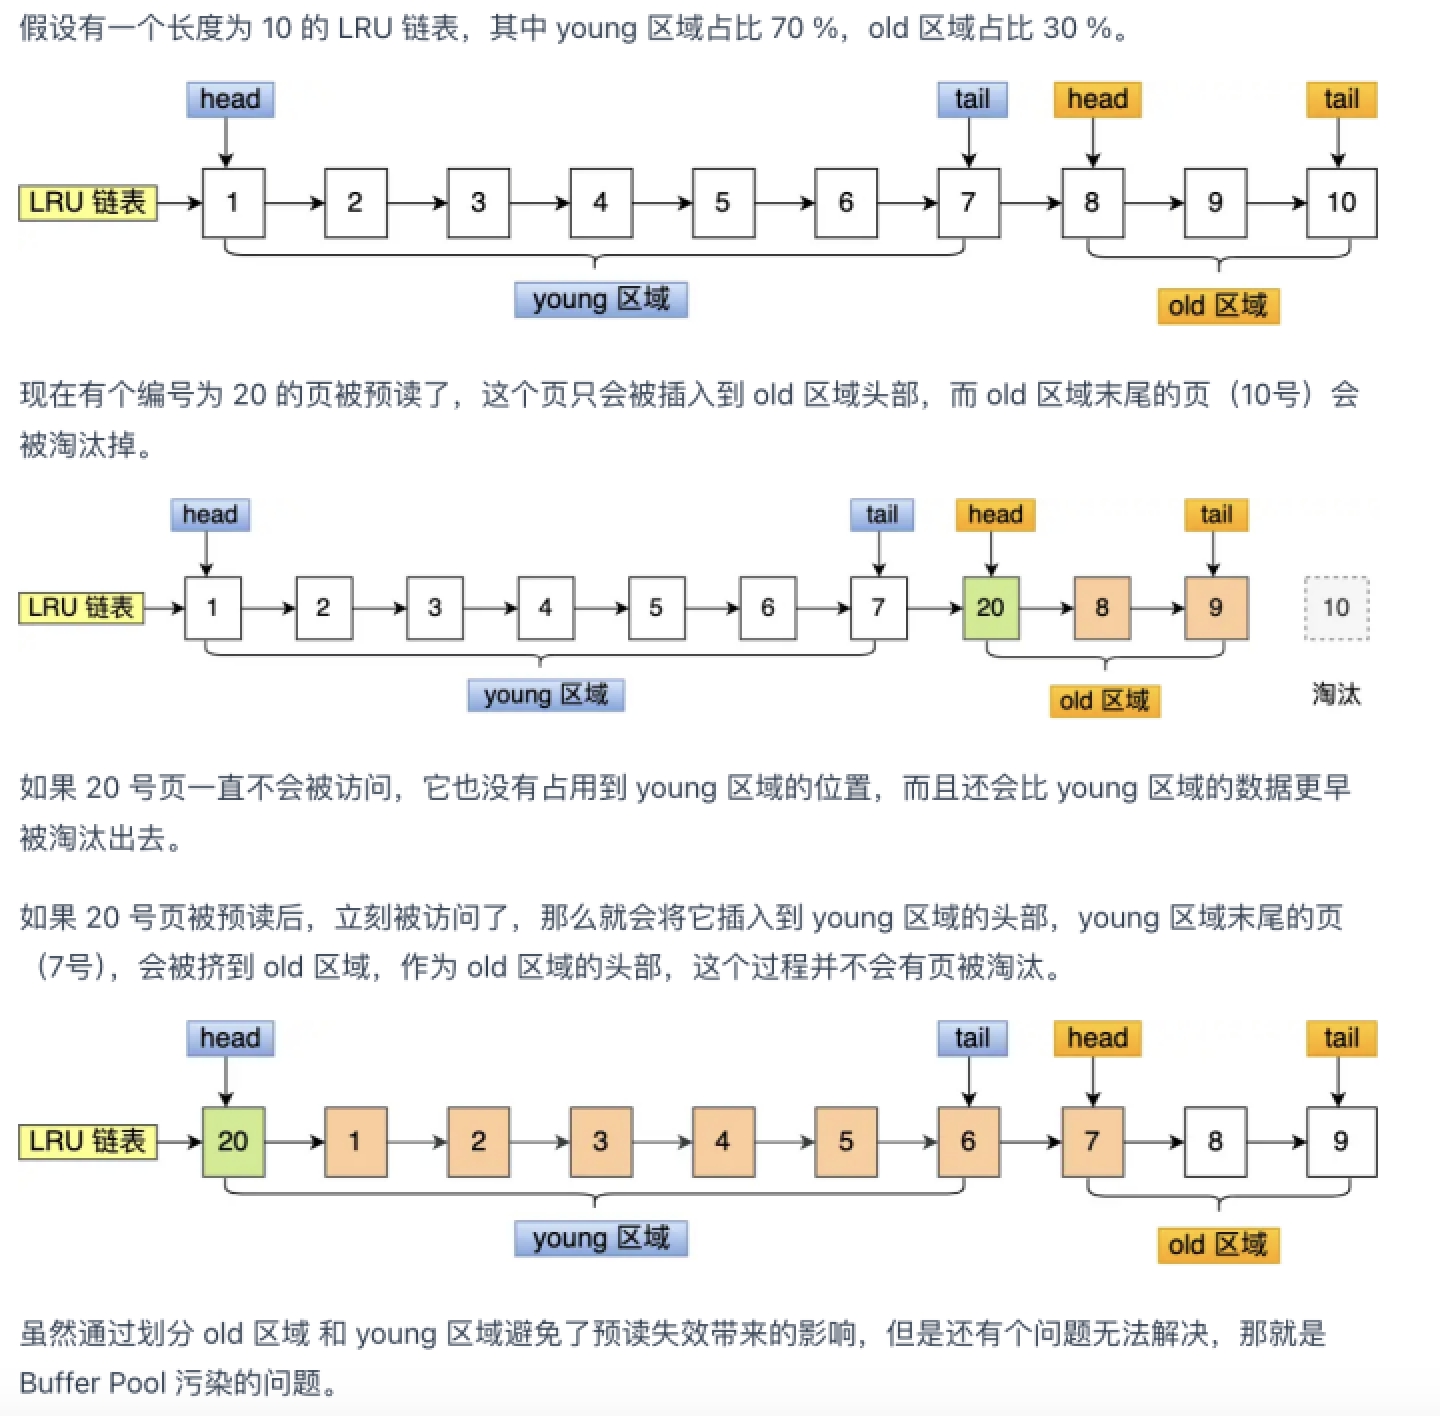 假设有一个长度为 10 的 LRU 链表，其中 young 区域占比 70 %，old 区域占比 30 %。
head tail head tail
LRU 链表 1 2 3 4 5 6 7 8 9 10
young 区域 old 区域
现在有个编号为 20 的页被预读了，这个页只会被插入到 old 区域头部，而 old 区域末尾的页（10号）会
被淘汰掉。
head tail head tail
LRU 链表 1 2 3 4 5 6 7 20 8 9 10
young 区域 old 区域 淘汰
如果 20 号页一直不会被访问，它也没有占用到 young 区域的位置，而且还会比 young 区域的数据更早
被淘汰出去。
如果 20 号页被预读后，立刻被访问了，那么就会将它插入到 young 区域的头部，young 区域末尾的页
（7号），会被挤到 old 区域，作为 old 区域的头部，这个过程并不会有页被淘汰。
head tail head tail
LRU 链表 20 1 2 3 4 5 6 7 8 9
young 区域 old 区域
虽然通过划分 old 区域 和 young 区域避免了预读失效带来的影响，但是还有个问题无法解决，那就是
Buffer Pool 污染的问题。